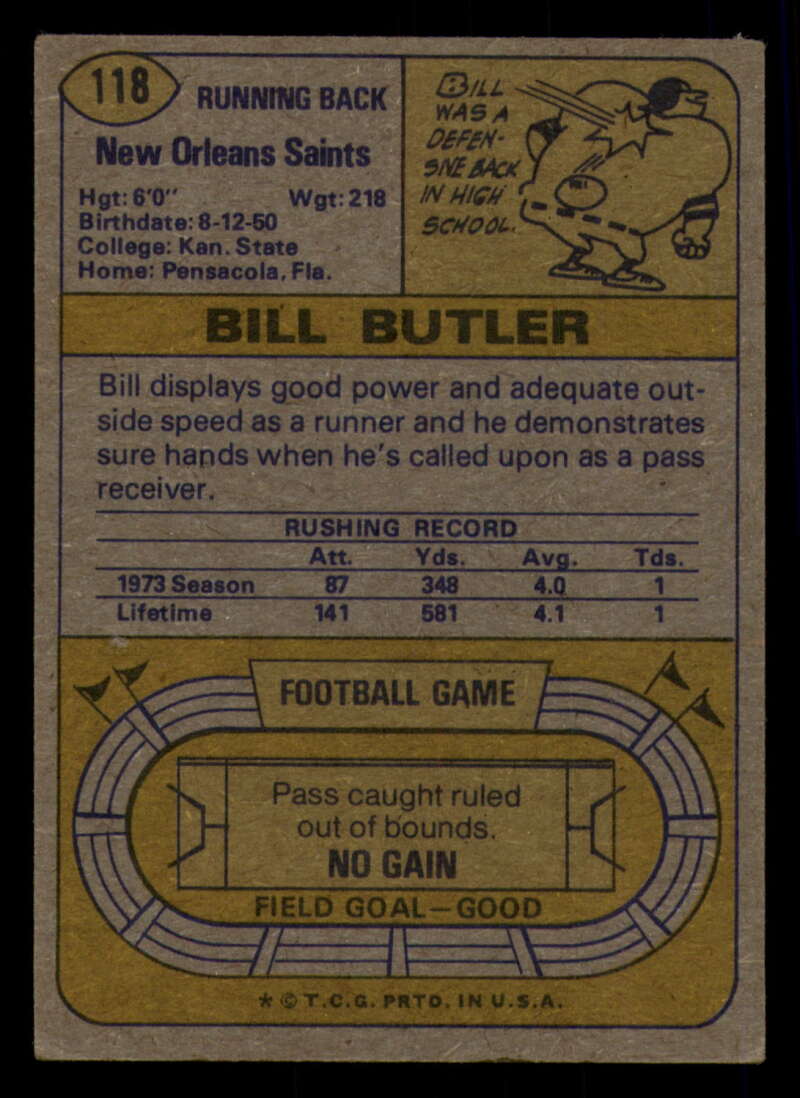 118
RUNNING BACK
New Orleans Saints
Hgt: 6'0" Wgt: 218
Birthdate: 8-12-50
College: Kan. State
Home: Pensacola, Fla.
BILL
WAS A
DEFEN-
SIVE BACK
IN HIGH
SCHOOL.
BILL BUTLER
Bill displays good power and adequate out-
side speed as a runner and he demonstrates
sure hands when he's called upon as a pass
receiver.
RUSHING RECORD
Att. Yds. Avg. Tds.
1973 Season 87 348 4.0 1
Lifetime 141 581 4.1 1
FOOTBALL GAME
Pass caught ruled
out of bounds.
NO GAIN
FIELD GOAL—GOOD
* © T.C.G. PRTD. IN U.S.A.